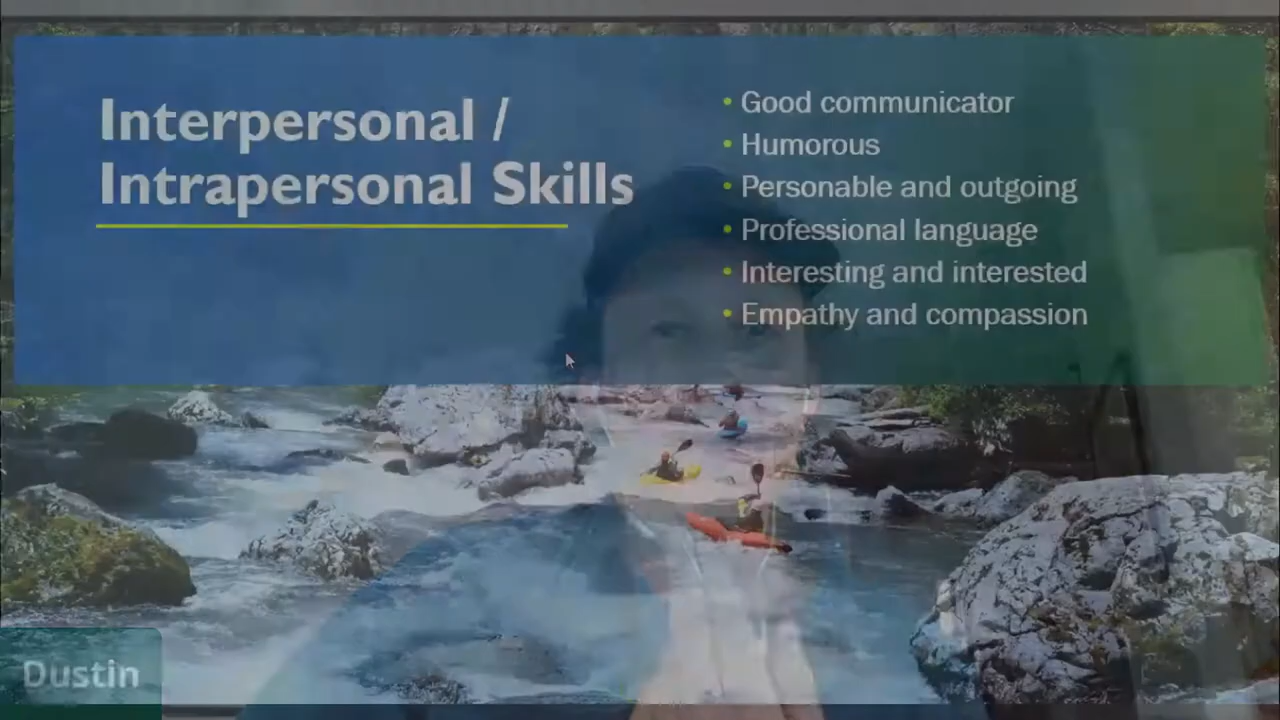 Interpersonal /
Intrapersonal Skills
• Good communicator
• Humorous
• Personable and outgoing
• Professional language
• Interesting and interested
• Empathy and compassion
Dustin